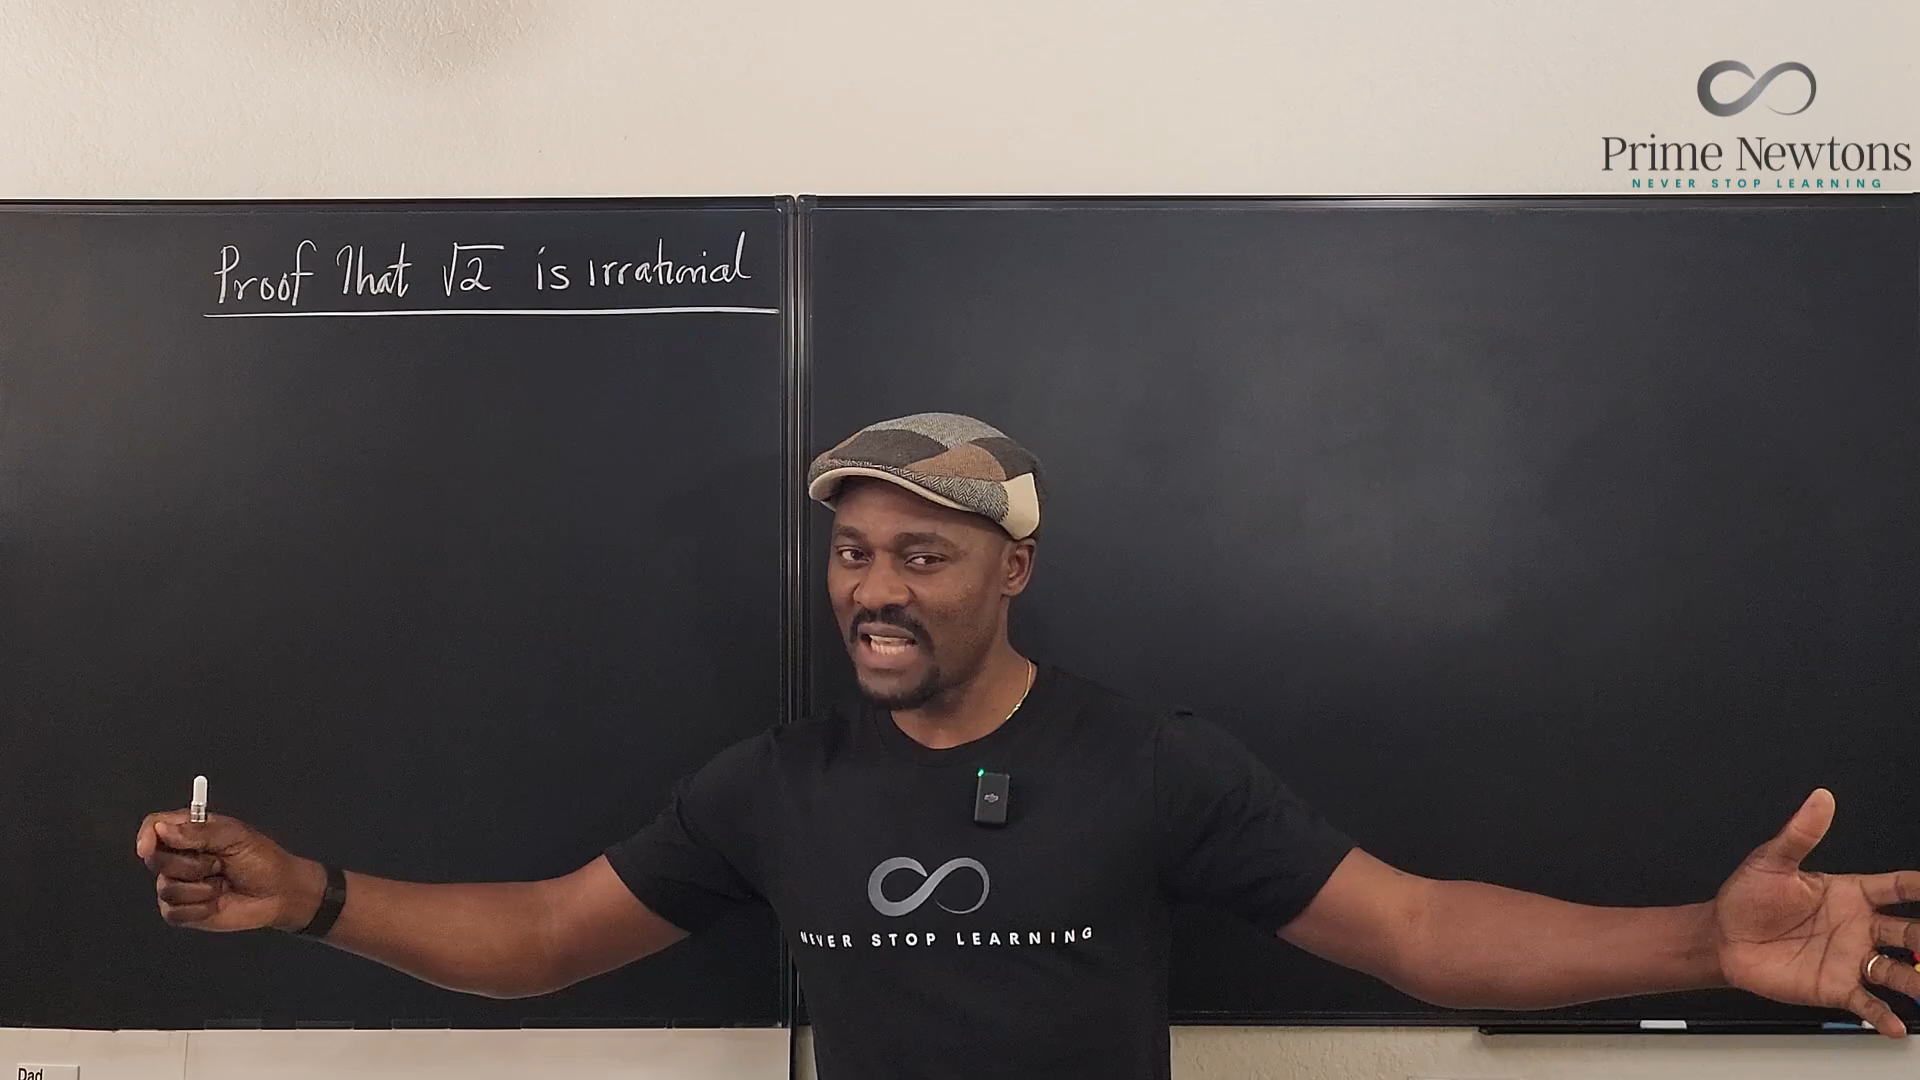 Prime Newtons
NEVER STOP LEARNING
Proof That √2 is irrational
NEVER STOP LEARNING
Dad